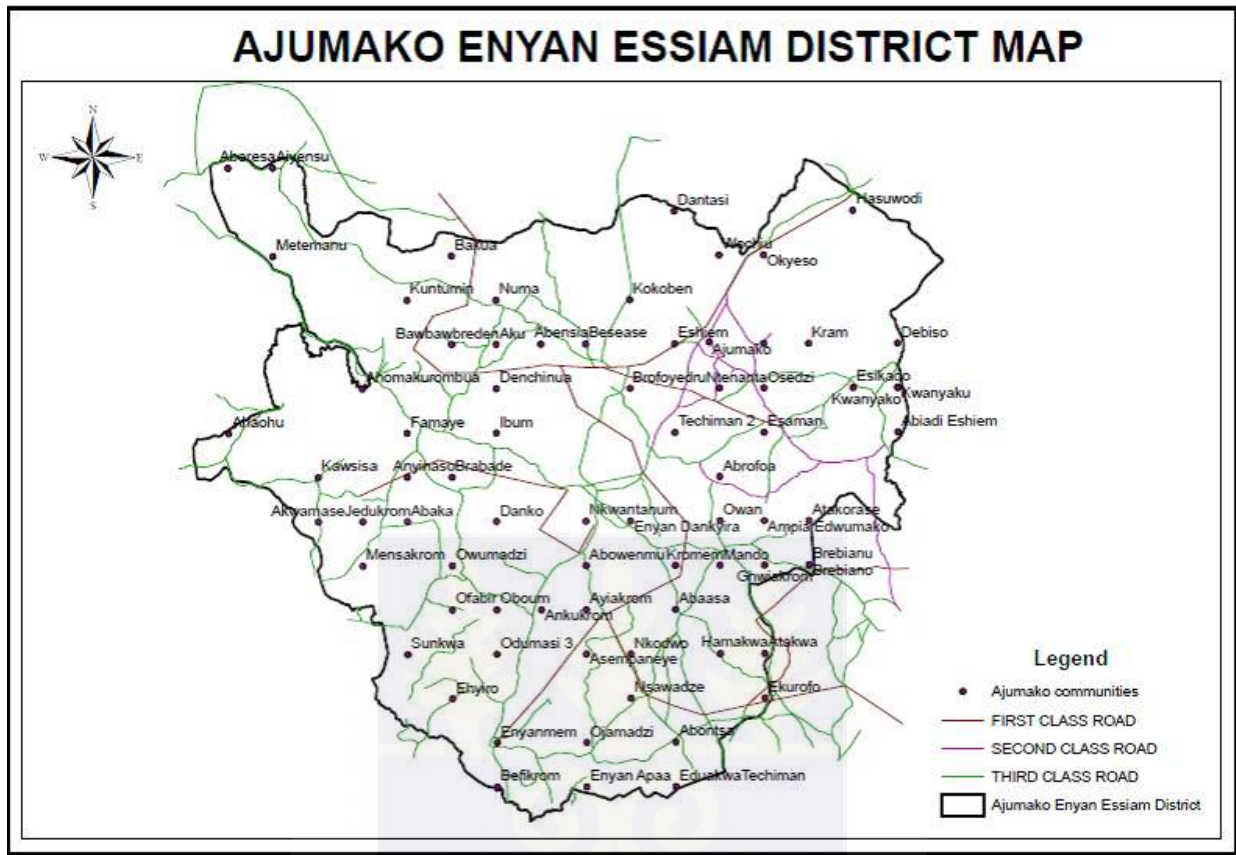 AJUMAKO ENYAN ESSIAM DISTRICT MAP
N
W E
S
Abaresa Aiyensu
Dantasi
Hasuwodi
Metemanu
Bakua
Wochiu
Okyeso
Kuntumin
Numa
Kokoben
Bawbawbreden Aku
Abensia Besease
Eshiem
Ajumako
Kram
Debiso
Ahomakurombua
Denchinua
Brofoyedru Ntenanta Osedzi
Esikado
Kwanyako
Kwanyaku
Famaye
Ibum
Techiman 2
Esaman
Abiadi Eshiem
Kawsisa
Anyinaso Brabade
Abrofoa
Akwamase Jedukrom Abaka
Danko
Nkwantanum
Enyan Dankyira
Owan
Ampia Edwumako
Atakorase
Mensakrom
Owumadzi
Abowenmu Kromem Mando
Ghwiakrom
Brebianu
Brebiano
Ofabir Oboum
Ankukrom
Ayiakrom
Abaasa
Sunkwa
Odumasi 3
Asempaneye
Nkodwo
Hamakwa Atakwa
Ehyiro
Nsawadze
Ekurofo
Enyanmem
Ojamadzi
Abontsa
Befikrom
Enyan Apaa
Eduakwa Techiman
Legend
Ajumako communities
FIRST CLASS ROAD
SECOND CLASS ROAD
THIRD CLASS ROAD
Ajumako Enyan Essiam District